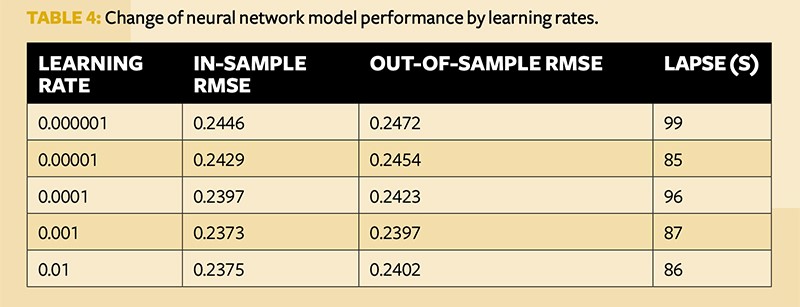 TABLE 4: Change of neural network model performance by learning rates.
LEARNING RATE IN-SAMPLE RMSE OUT-OF-SAMPLE RMSE LAPSE (S)
0.000001 0.2446 0.2472 99
0.00001 0.2429 0.2454 85
0.0001 0.2397 0.2423 96
0.001 0.2373 0.2397 87
0.01 0.2375 0.2402 86